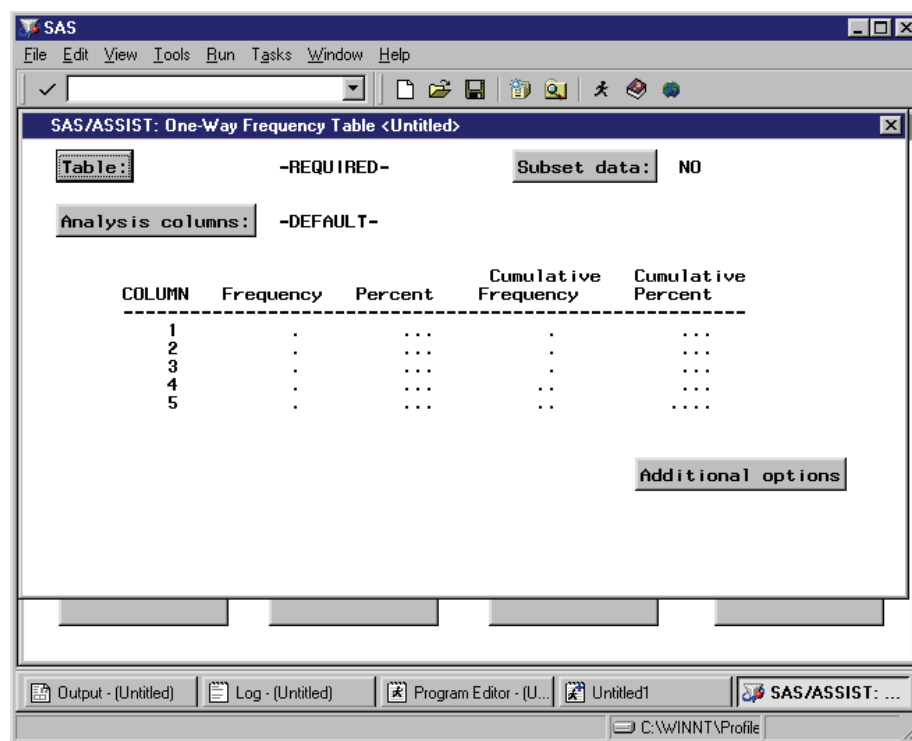 SAS
File Edit View Tools Run Tasks Window Help
SAS/ASSIST: One-Way Frequency Table <Untitled>
Table: -REQUIRED- Subset data: NO
Analysis columns: -DEFAULT-
Cumulative Cumulative
COLUMN Frequency Percent Frequency Percent
---------------------------------------------------------
1 . ... . ...
2 . ... . ...
3 . ... . ...
4 . ... .. ...
5 . ... .. ....
Additional options
Output - (Untitled) Log - (Untitled) Program Editor - (U... Untitled1 SAS/ASSIST: ...
C:\WINNT\Profile